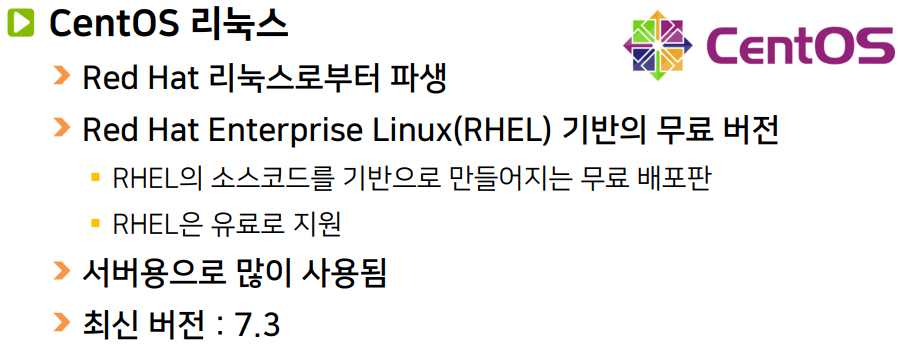 CentOS 리눅스
CentOS
Red Hat 리눅스로부터 파생
Red Hat Enterprise Linux(RHEL) 기반의 무료 버전
RHEL의 소스코드를 기반으로 만들어지는 무료 배포판
RHEL은 유료로 지원
서버용으로 많이 사용됨
최신 버전 : 7.3